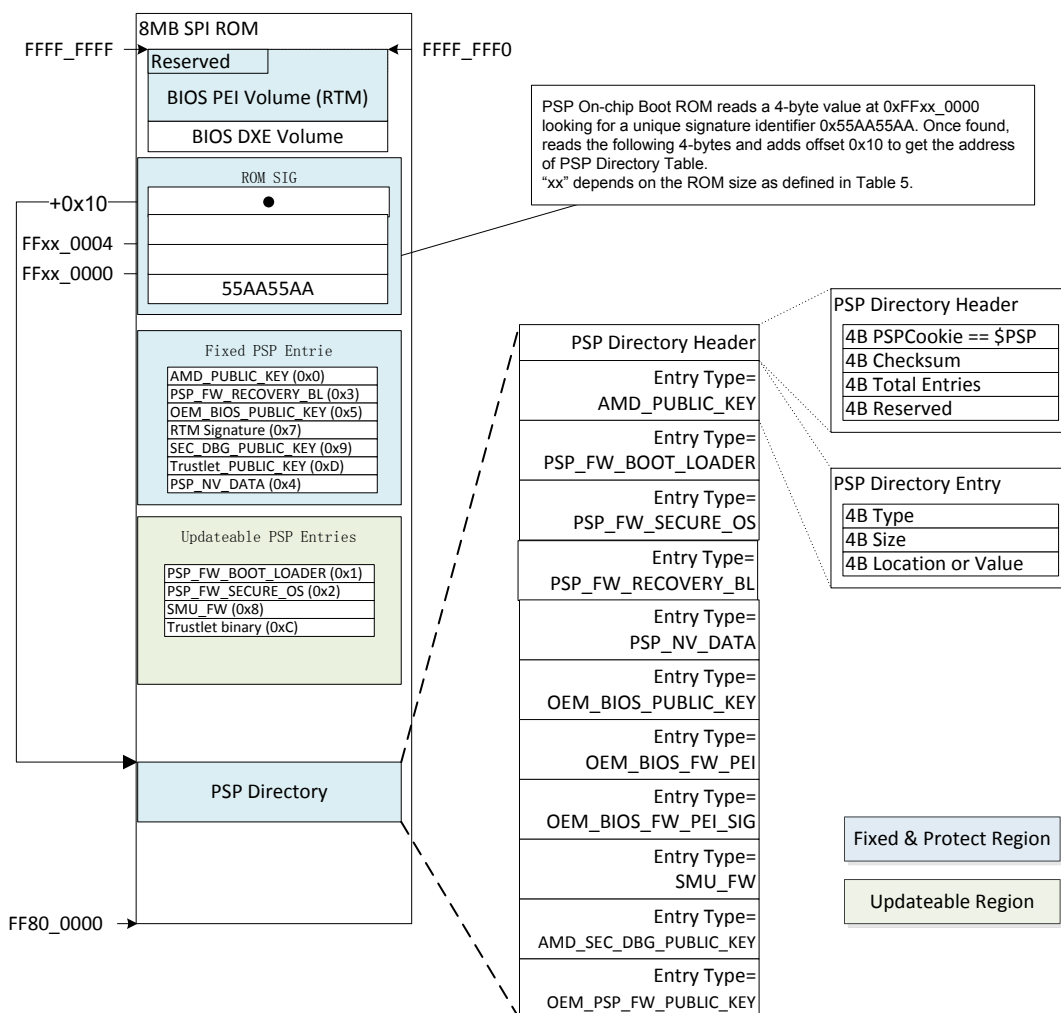 8MB SPI ROM
FFFF_FFFF
FFFF_FFF0
Reserved
BIOS PEI Volume (RTM)
BIOS DXE Volume
ROM SIG
+0x10
FFxx_0004
FFxx_0000
55AA55AA
PSP On-chip Boot ROM reads a 4-byte value at 0xFFxx_0000
looking for a unique signature identifier 0x55AA55AA. Once found,
reads the following 4-bytes and adds offset 0x10 to get the address
of PSP Directory Table.
“xx” depends on the ROM size as defined in Table 5.
Fixed PSP Entrie
AMD_PUBLIC_KEY (0x0)
PSP_FW_RECOVERY_BL (0x3)
OEM_BIOS_PUBLIC_KEY (0x5)
RTM Signature (0x7)
SEC_DBG_PUBLIC_KEY (0x9)
Trustlet_PUBLIC_KEY (0xD)
PSP_NV_DATA (0x4)
Updateable PSP Entries
PSP_FW_BOOT_LOADER (0x1)
PSP_FW_SECURE_OS (0x2)
SMU_FW (0x8)
Trustlet binary (0xC)
PSP Directory
FF80_0000
PSP Directory Header
Entry Type=
AMD_PUBLIC_KEY
Entry Type=
PSP_FW_BOOT_LOADER
Entry Type=
PSP_FW_SECURE_OS
Entry Type=
PSP_FW_RECOVERY_BL
Entry Type=
PSP_NV_DATA
Entry Type=
OEM_BIOS_PUBLIC_KEY
Entry Type=
OEM_BIOS_FW_PEI
Entry Type=
OEM_BIOS_FW_PEI_SIG
Entry Type=
SMU_FW
Entry Type=
AMD_SEC_DBG_PUBLIC_KEY
Entry Type=
OEM_PSP_FW_PUBLIC_KEY
PSP Directory Header
4B PSPCookie == $PSP
4B Checksum
4B Total Entries
4B Reserved
PSP Directory Entry
4B Type
4B Size
4B Location or Value
Fixed & Protect Region
Updateable Region